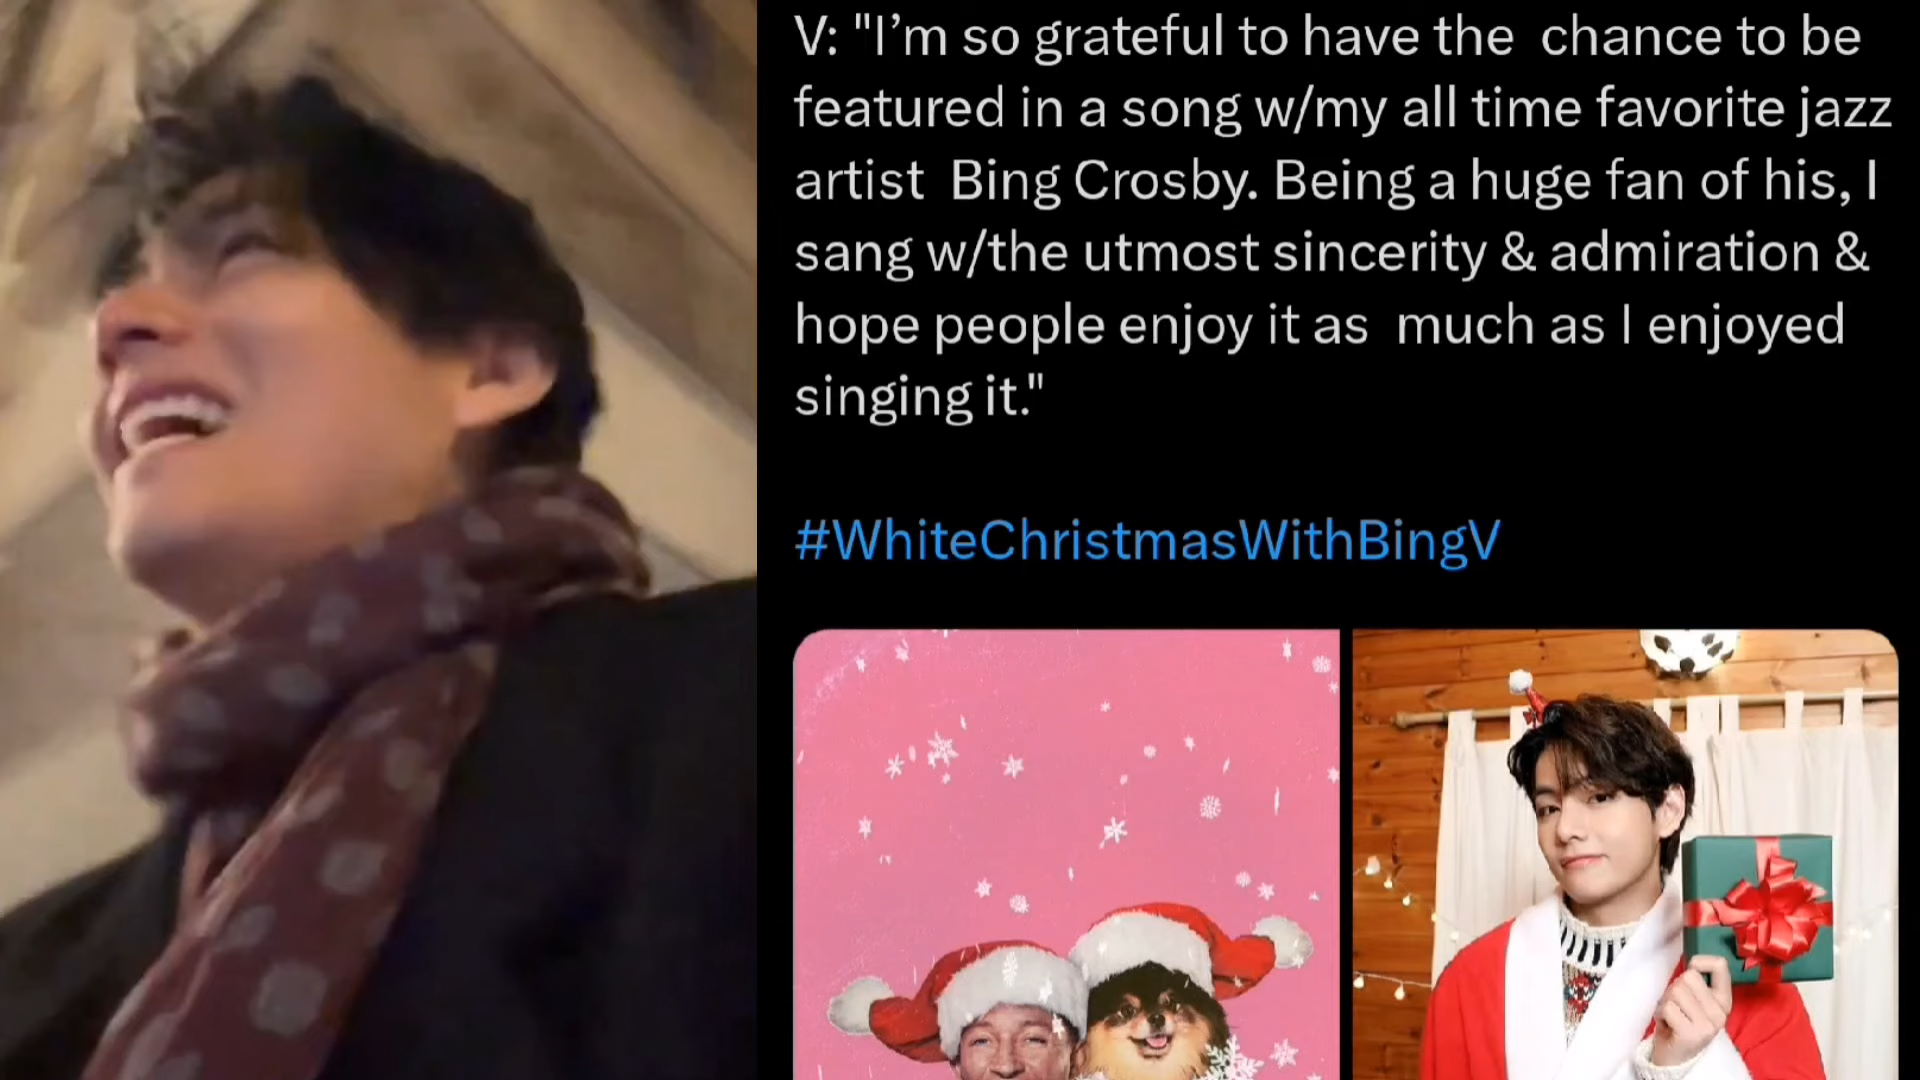 V: "I’m so grateful to have the  chance to be
featured in a song w/my all time favorite jazz
artist  Bing Crosby. Being a huge fan of his, I
sang w/the utmost sincerity & admiration &
hope people enjoy it as  much as I enjoyed
singing it."
#WhiteChristmasWithBingV